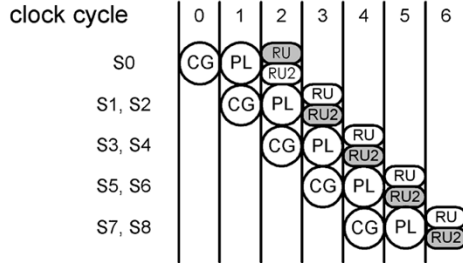 clock cycle 0 1 2 3 4 5 6
S0 CG PL RU
RU2
S1, S2 CG PL RU
RU2
S3, S4 CG PL RU
RU2
S5, S6 CG PL RU
RU2
S7, S8 CG PL RU
RU2